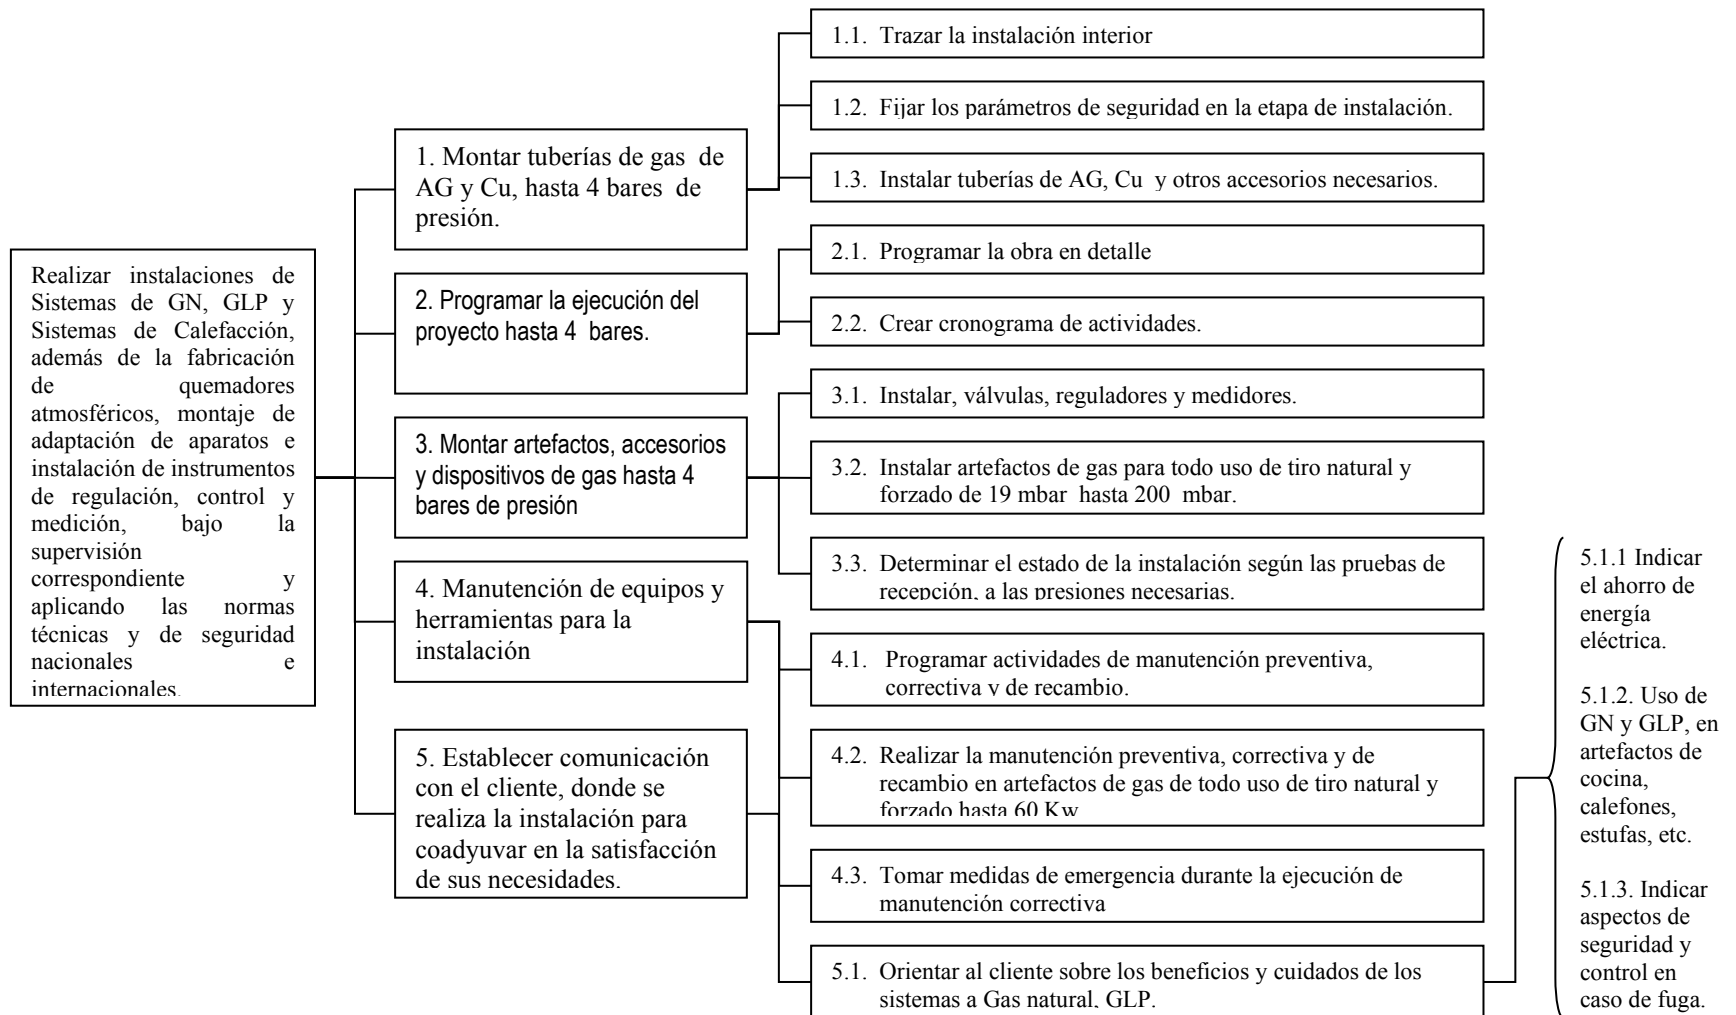 Realizar instalaciones de
Sistemas de GN, GLP y
Sistemas de Calefacción,
además de la fabricación
de quemadores
atmosféricos, montaje de
adaptación de aparatos e
instalación de instrumentos
de regulación, control y
medición, bajo la
supervisión
correspondiente y
aplicando las normas
técnicas y de seguridad
nacionales e
internacionales.
1. Montar tuberías de gas de
AG y Cu, hasta 4 bares de
presión.
2. Programar la ejecución del
proyecto hasta 4 bares.
3. Montar artefactos, accesorios
y dispositivos de gas hasta 4
bares de presión
4. Manutención de equipos y
herramientas para la
instalación
5. Establecer comunicación
con el cliente, donde se
realiza la instalación para
coadyuvar en la satisfacción
de sus necesidades.
1.1. Trazar la instalación interior
1.2. Fijar los parámetros de seguridad en la etapa de instalación.
1.3. Instalar tuberías de AG, Cu y otros accesorios necesarios.
2.1. Programar la obra en detalle
2.2. Crear cronograma de actividades.
3.1. Instalar, válvulas, reguladores y medidores.
3.2. Instalar artefactos de gas para todo uso de tiro natural y
forzado de 19 mbar hasta 200 mbar.
3.3. Determinar el estado de la instalación según las pruebas de
recepción, a las presiones necesarias.
4.1. Programar actividades de manutención preventiva,
correctiva y de recambio.
4.2. Realizar la manutención preventiva, correctiva y de
recambio en artefactos de gas de todo uso de tiro natural y
forzado hasta 60 Kw
4.3. Tomar medidas de emergencia durante la ejecución de
manutención correctiva
5.1. Orientar al cliente sobre los beneficios y cuidados de los
sistemas a Gas natural, GLP.
5.1.1 Indicar
el ahorro de
energía
eléctrica.
5.1.2. Uso de
GN y GLP, en
artefactos de
cocina,
calefones,
estufas, etc.
5.1.3. Indicar
aspectos de
seguridad y
control en
caso de fuga.